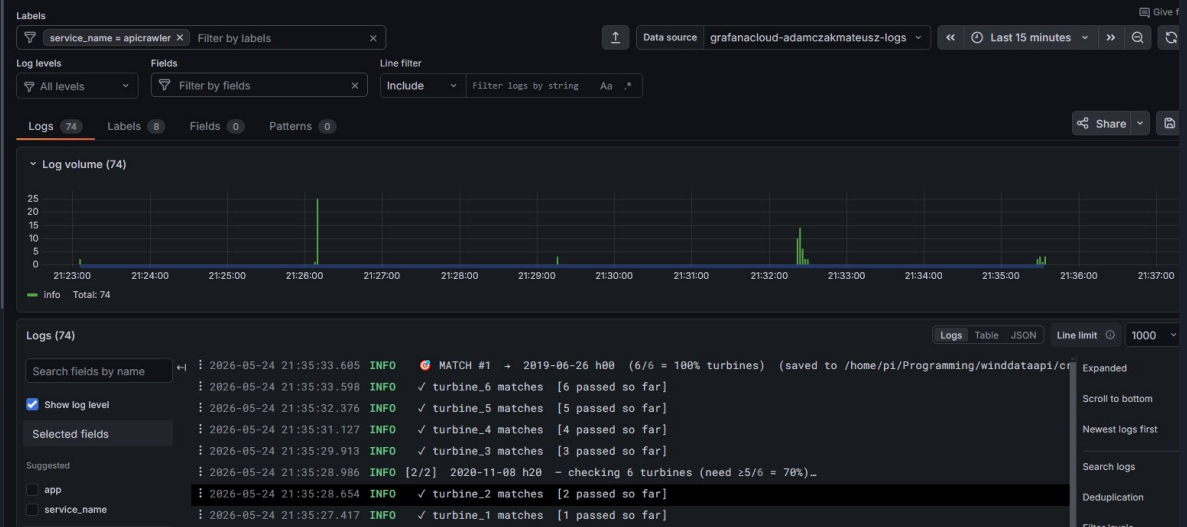 Labels
Give f
service_name = apicrawler × Filter by labels ×
Data source grafanacloud-adamczakmateusz-logs
Last 15 minutes
Log levels Fields Line filter
All levels Filter by fields × Include Filter logs by string Aa .*
Logs 74 Labels 8 Fields 0 Patterns 0
Share
Log volume (74)
25
20
15
10
5
0
21:23:00 21:24:00 21:25:00 21:26:00 21:27:00 21:28:00 21:29:00 21:30:00 21:31:00 21:32:00 21:33:00 21:34:00 21:35:00 21:36:00 21:37:00
info Total: 74
Logs (74)
Logs Table JSON Line limit 1000
Search fields by name
Show log level
Selected fields
Suggested
app
service_name
2026-05-24 21:35:33.605 INFO 🎯 MATCH #1 → 2019-06-26 h00 (6/6 = 100% turbines) (saved to /home/pi/Programming/winddataapi/cr
2026-05-24 21:35:33.598 INFO ✓ turbine_6 matches [6 passed so far]
2026-05-24 21:35:32.376 INFO ✓ turbine_5 matches [5 passed so far]
2026-05-24 21:35:31.127 INFO ✓ turbine_4 matches [4 passed so far]
2026-05-24 21:35:29.913 INFO ✓ turbine_3 matches [3 passed so far]
2026-05-24 21:35:28.986 INFO [2/2] 2020-11-08 h20 — checking 6 turbines (need ≥5/6 = 70%)…
2026-05-24 21:35:28.654 INFO ✓ turbine_2 matches [2 passed so far]
2026-05-24 21:35:27.417 INFO ✓ turbine_1 matches [1 passed so far]
Expanded
Scroll to bottom
Newest logs first
Search logs
Deduplication
Filter levels